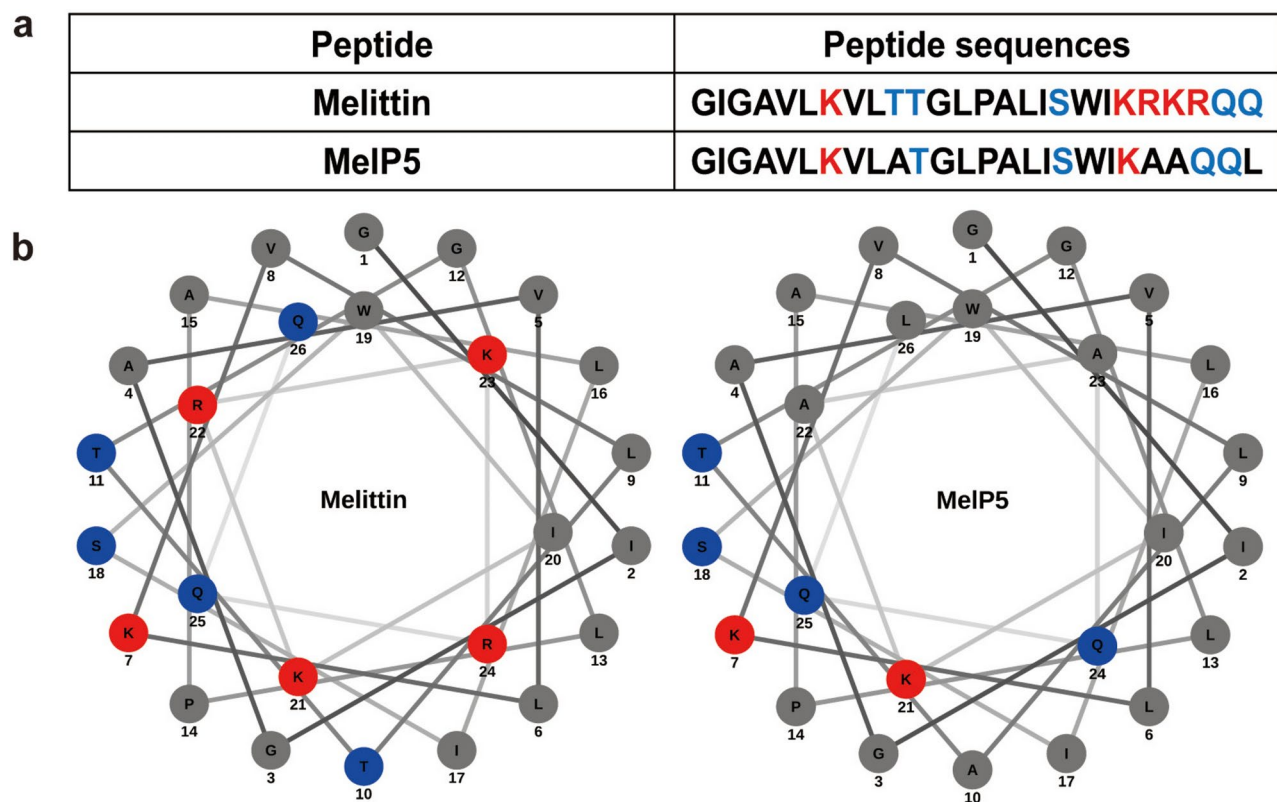 a
Peptide Peptide sequences
Melittin GIGAVLKVLTTGLPALISWIKRKRQQ
MelP5 GIGAVLKVLATGLPALISWIKAAQQL
b
G
1
V
8
G
12
A
15
V
5
Q
26
W
19
K
23
A
4
L
16
R
22
T
11
L
9
Melittin
S
18
I
20
I
2
Q
25
K
7
R
24
L
13
K
21
P
14
L
6
G
3
I
17
T
10
G
1
V
8
G
12
A
15
V
5
L
26
W
19
A
23
A
4
L
16
A
22
T
11
L
9
MelP5
S
18
I
20
I
2
Q
25
K
7
Q
24
L
13
K
21
P
14
L
6
G
3
I
17
A
10